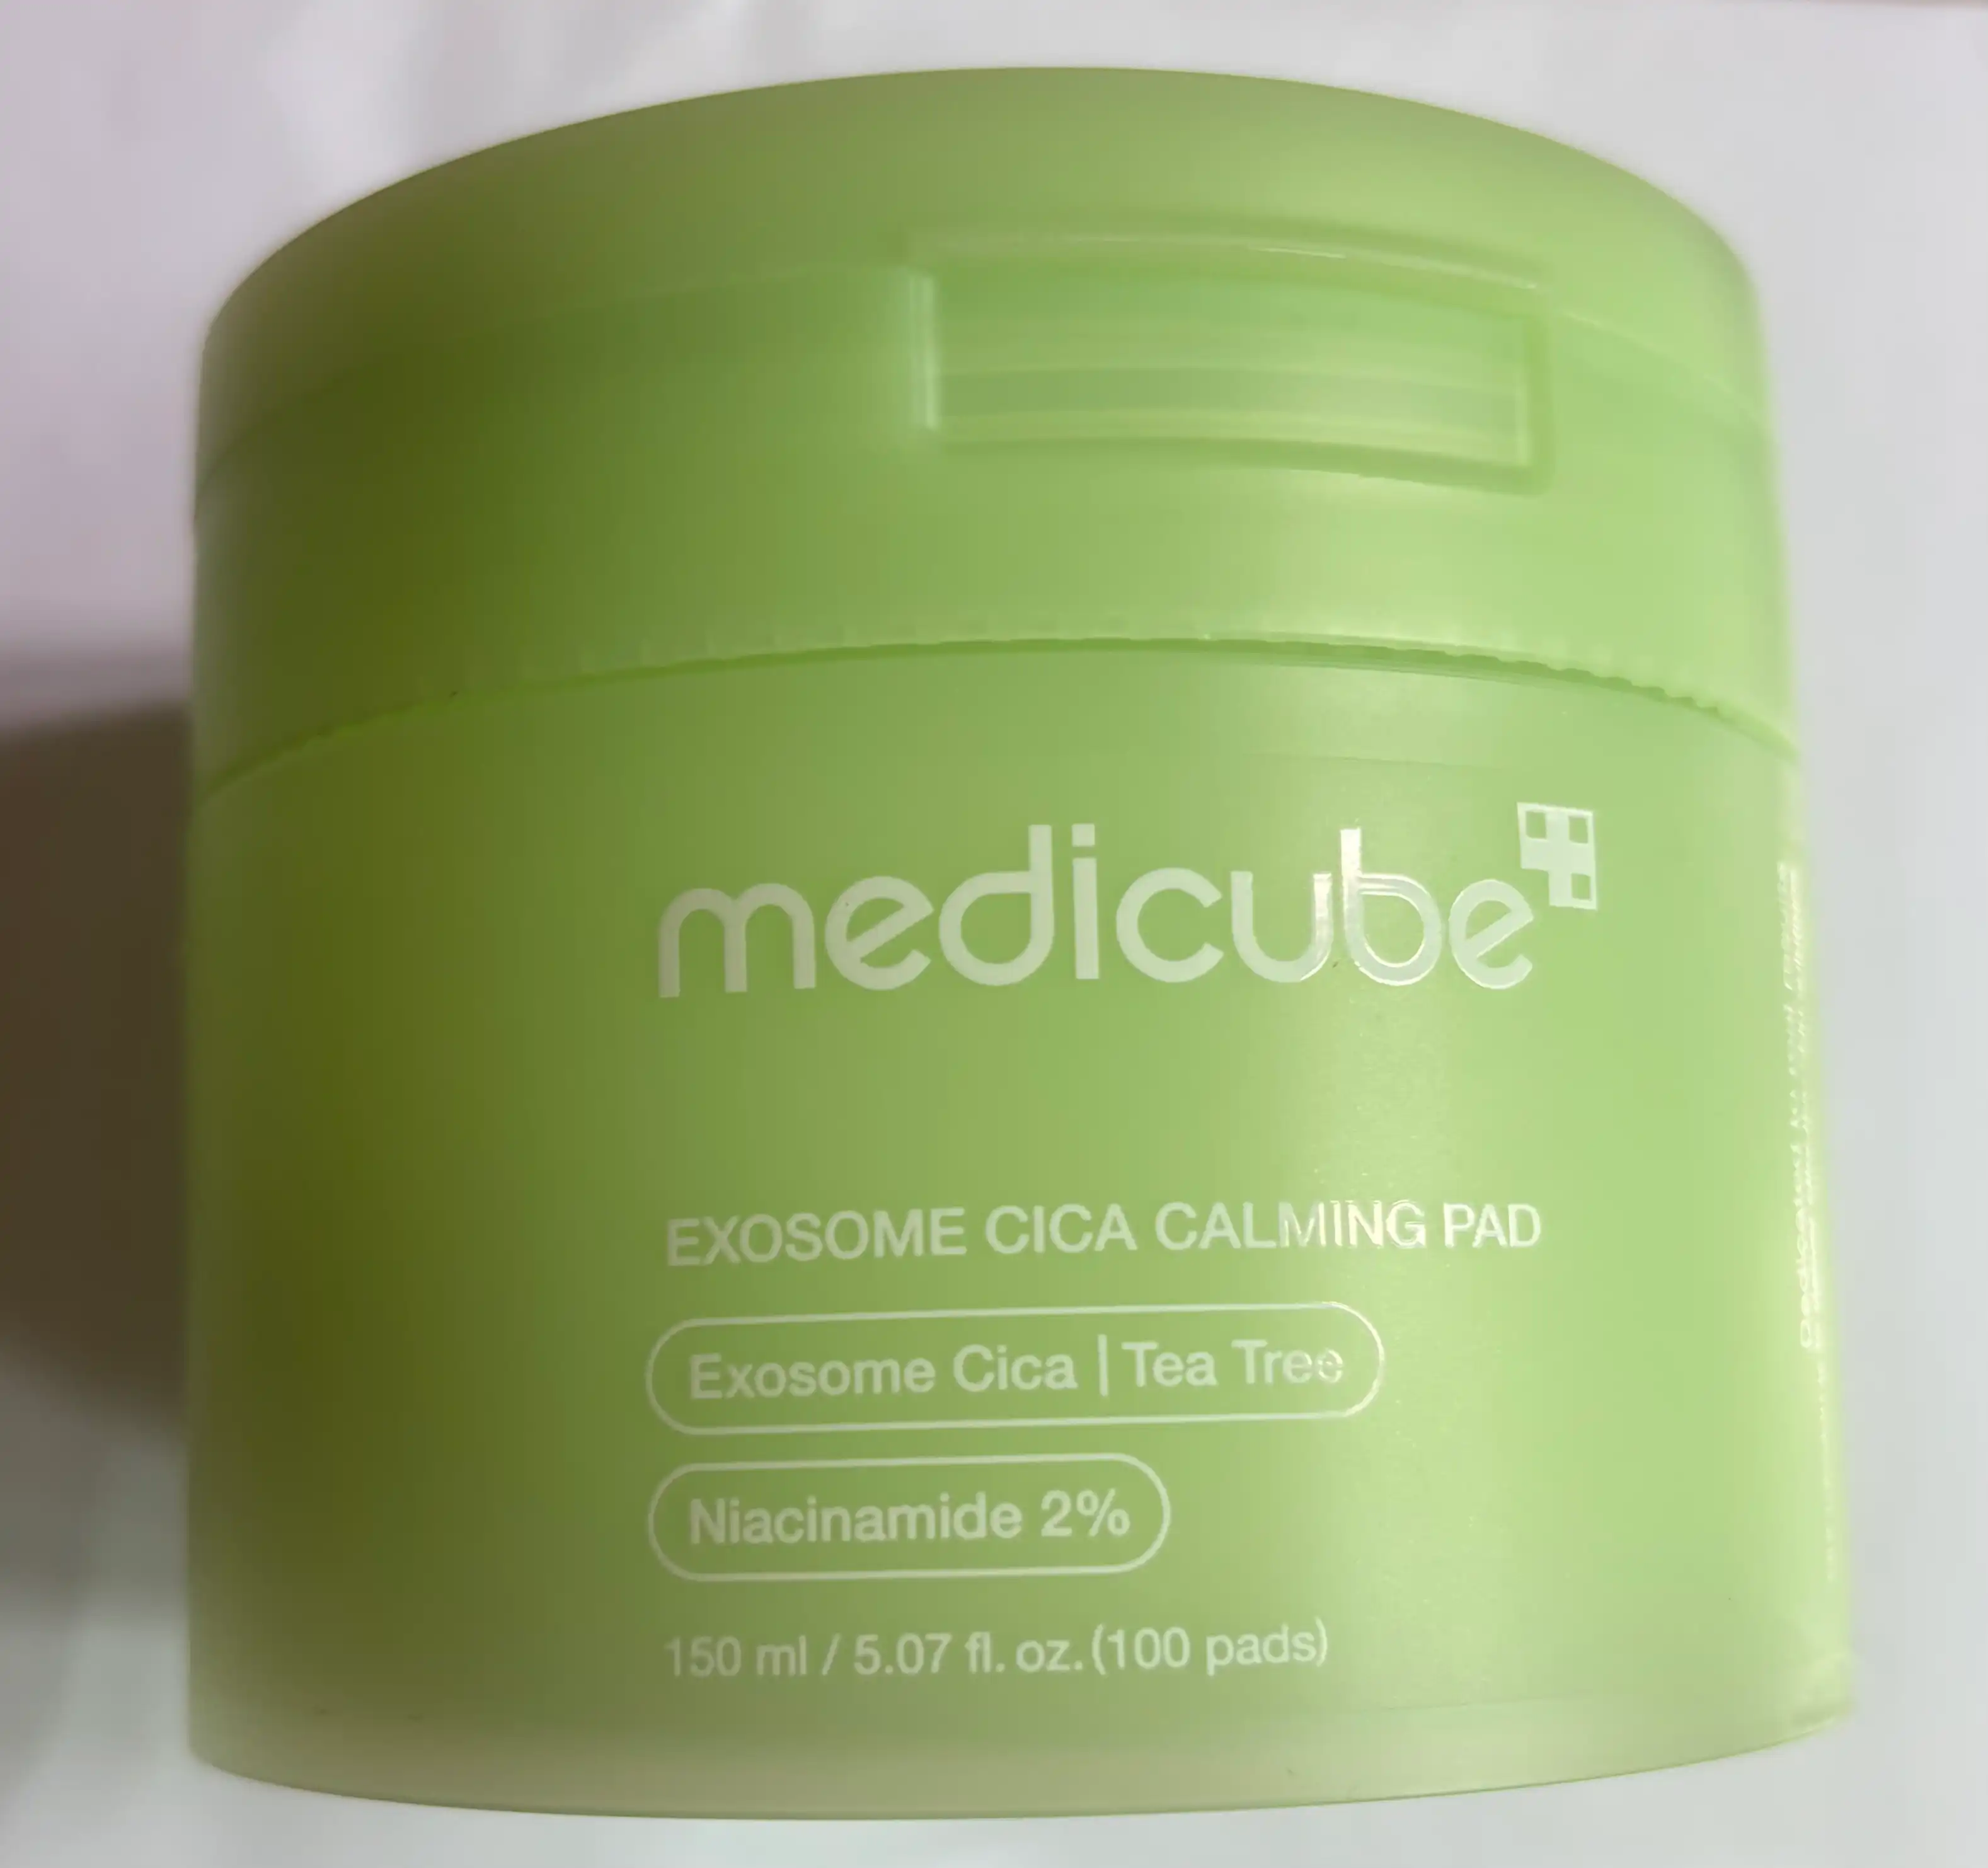 medicube
EXOSOME CICA CALMING PAD
Exosome Cica | Tea Tree
Niacinamide 2%
150 ml / 5.07 fl. oz. (100 pads)